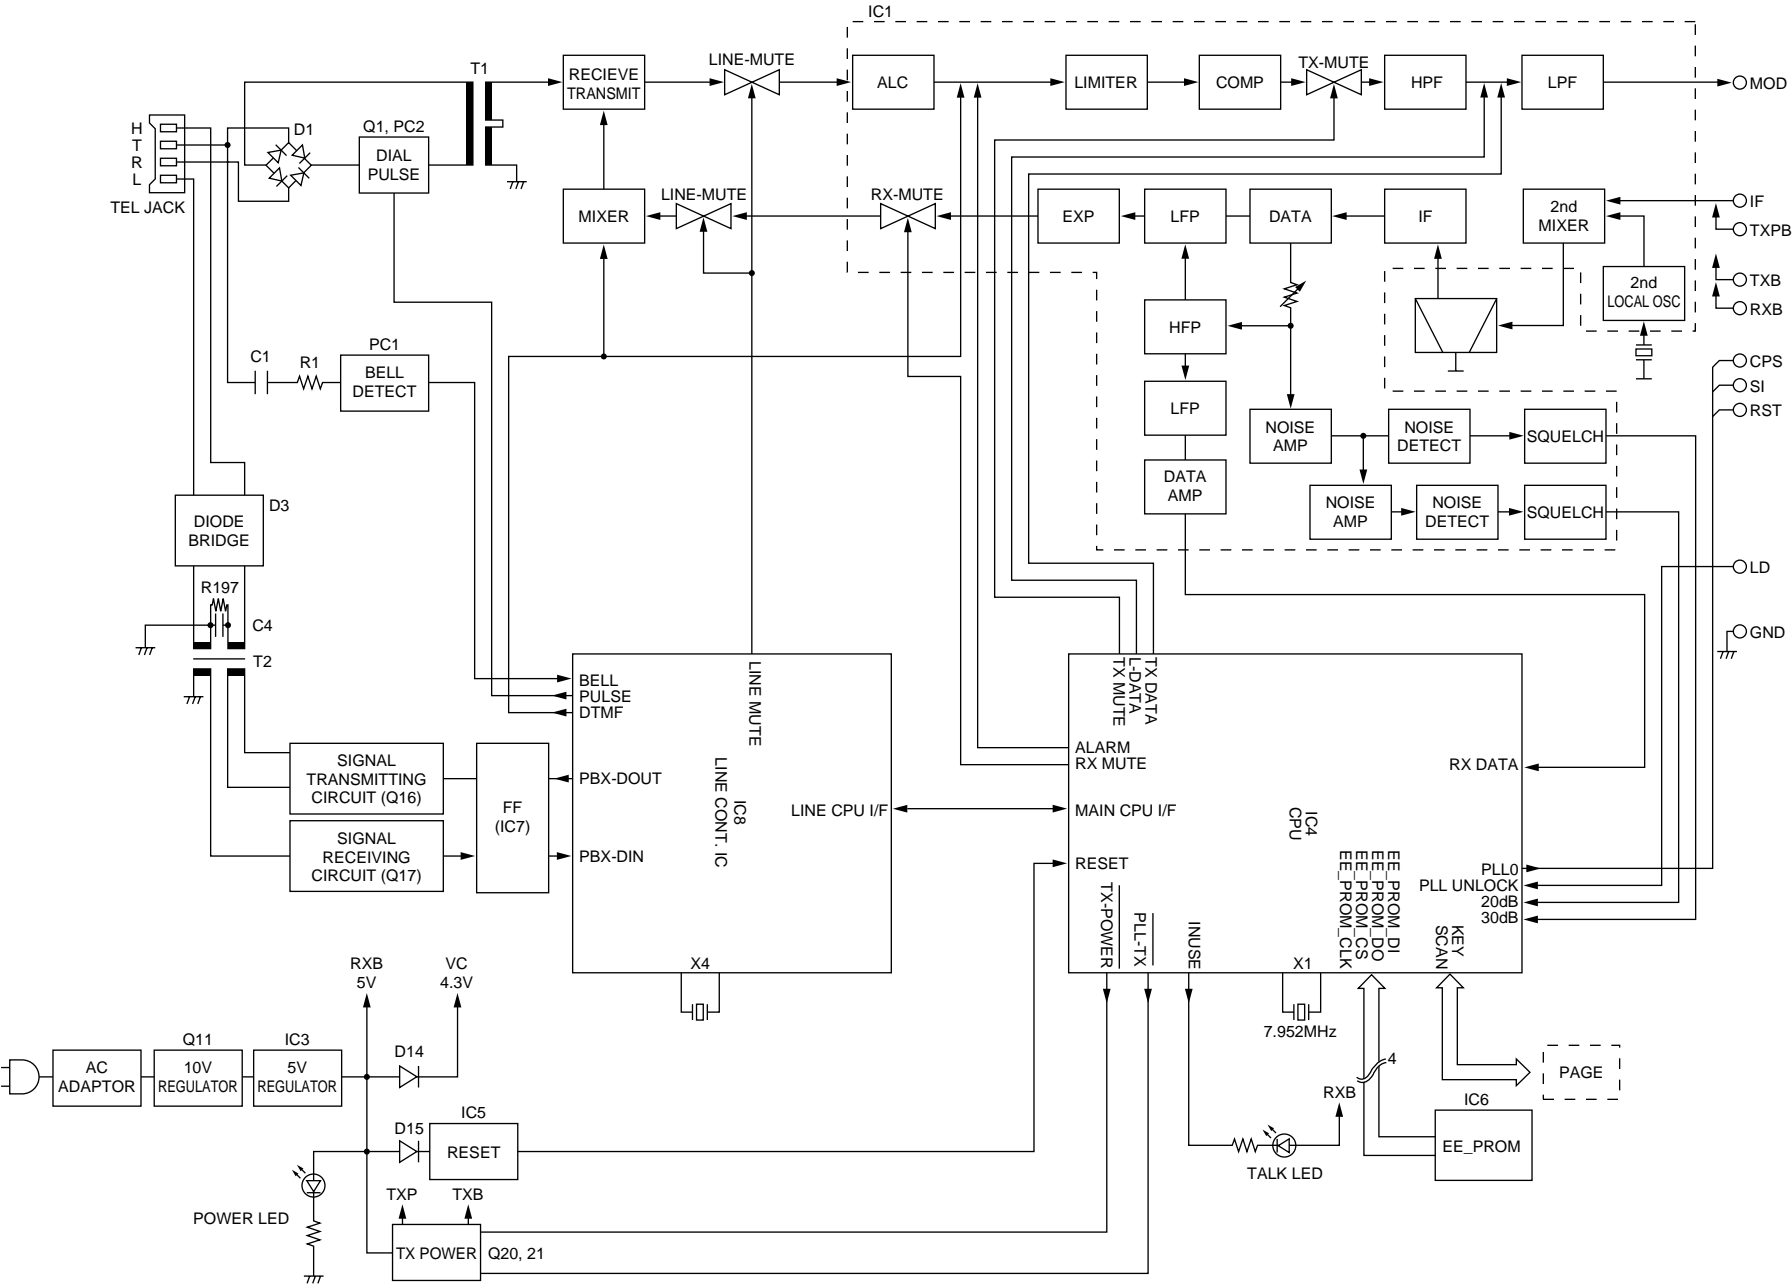 IC1
T1
RECIEVE
TRANSMIT
LINE-MUTE
ALC
LIMITER
COMP
TX-MUTE
HPF
LPF
MOD
H
T
R
L
TEL JACK
D1
Q1, PC2
DIAL
PULSE
MIXER
LINE-MUTE
RX-MUTE
EXP
LFP
DATA
IF
2nd
MIXER
IF
TXPB
2nd
LOCAL OSC
TXB
RXB
HFP
LFP
DATA
AMP
C1
R1
PC1
BELL
DETECT
NOISE
AMP
NOISE
DETECT
SQUELCH
NOISE
AMP
NOISE
DETECT
SQUELCH
CPS
SI
RST
LD
GND
D3
DIODE
BRIDGE
R197
C4
T2
BELL
PULSE
DTMF
LINE MUTE
PBX-DOUT
PBX-DIN
LINE CONT. IC
IC8
LINE CPU I/F
X4
SIGNAL
TRANSMITTING
CIRCUIT (Q16)
SIGNAL
RECEIVING
CIRCUIT (Q17)
FF
(IC7)
TX MUTE
L-DATA
TX DATA
ALARM
RX MUTE
MAIN CPU I/F
RESET
IC4
CPU
RX DATA
PLL0
PLL UNLOCK
20dB
30dB
TX-POWER
PLL-TX
INUSE
X1
7.952MHz
EE_PROM_CLK
EE_PROM_CS
EE_PROM_DO
EE_PROM_DI
KEY
SCAN
4
PAGE
IC6
EE_PROM
RXB
TALK LED
RXB
5V
VC
4.3V
AC
ADAPTOR
Q11
10V
REGULATOR
IC3
5V
REGULATOR
D14
D15
IC5
RESET
POWER LED
TXP
TXB
TX POWER
Q20, 21